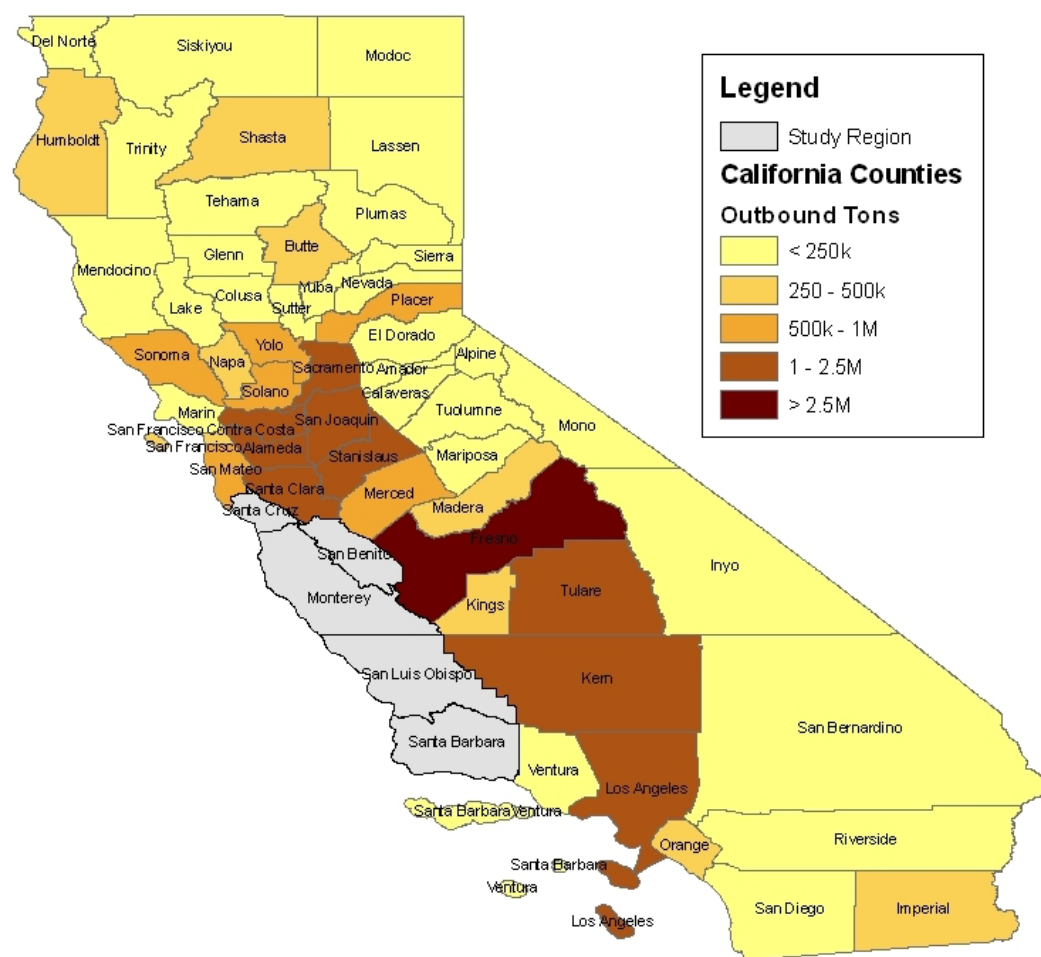 Del Norte
Siskiyou
Modoc
Humboldt
Trinity
Shasta
Lassen
Tehama
Plumas
Mendocino
Glenn
Butte
Sierra
Lake
Colusa
Sutter
Yuba
Nevada
Placer
Sonoma
Napa
Yolo
El Dorado
Alpine
Sacramento
Amador
Solano
Calaveras
Marin
San Francisco
Contra Costa
San Joaquin
Tuolumne
Mono
San Francisco
Alameda
Stanislaus
Mariposa
San Mateo
Santa Clara
Merced
Madera
Santa Cruz
San Benito
Fresno
Inyo
Monterey
Kings
Tulare
San Luis Obispo
Kern
San Bernardino
Santa Barbara
Ventura
Los Angeles
Santa Barbara
Ventura
Orange
Riverside
Santa Barbara
Ventura
Los Angeles
San Diego
Imperial
Legend
Study Region
California Counties
Outbound Tons
< 250k
250 - 500k
500k - 1M
1 - 2.5M
> 2.5M